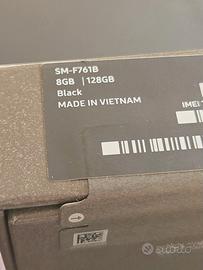 SM-F761B
8GB | 128GB
Black
MADE IN VIETNAM
IMEI
subito